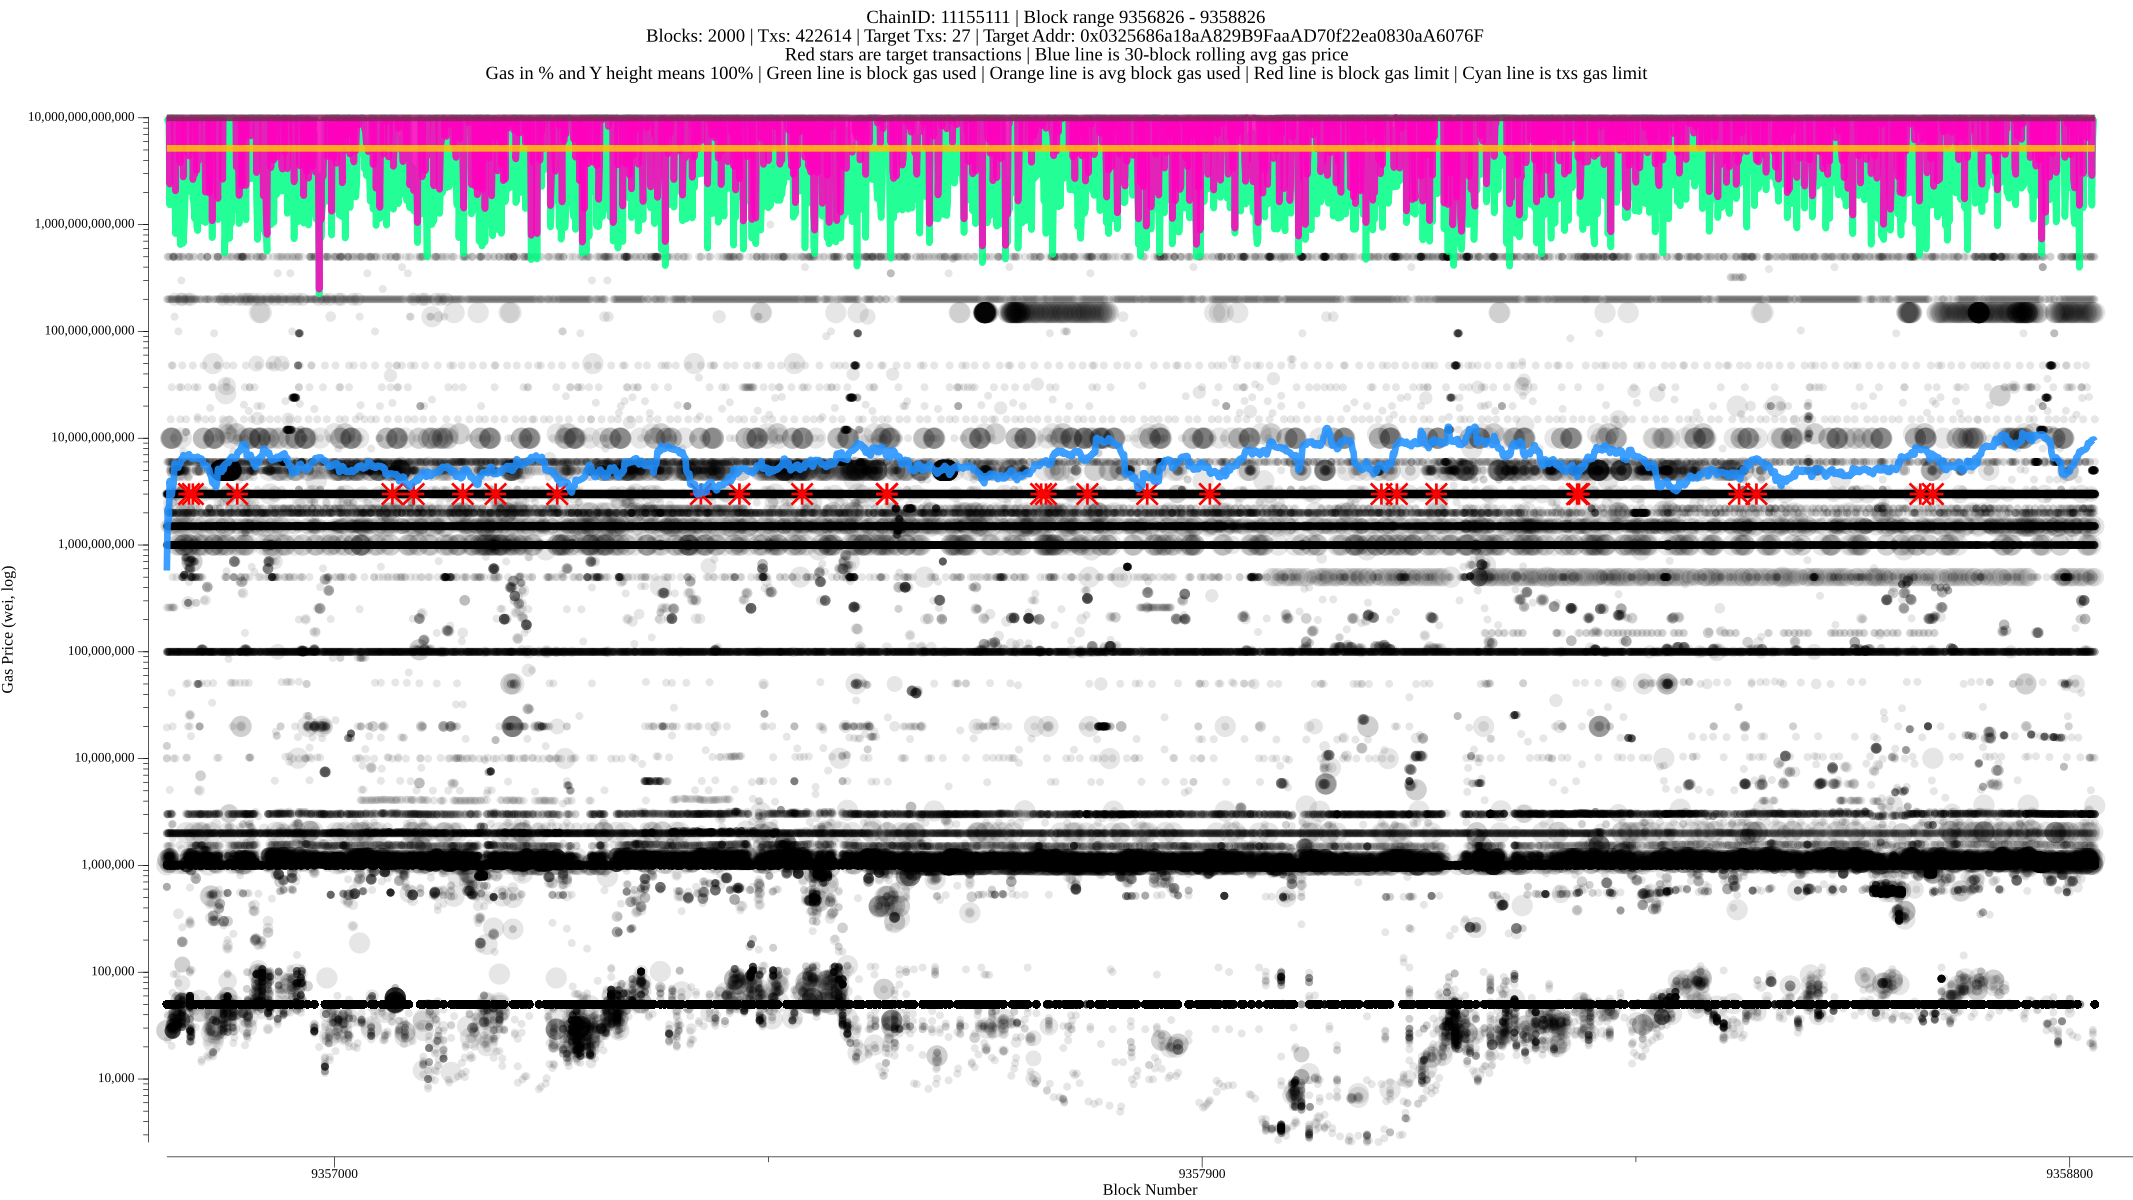 ChainID: 11155111 | Block range 9356826 - 9358826
Blocks: 2000 | Txs: 422614 | Target Txs: 27 | Target Addr: 0x0325686a18aA829B9FaaAD70f22ea0830aA6076F
Red stars are target transactions | Blue line is 30-block rolling avg gas price
Gas in % and Y height means 100% | Green line is block gas used | Orange line is avg block gas used | Red line is block gas limit | Cyan line is txs gas limit
10,000,000,000,000
1,000,000,000,000
100,000,000,000
10,000,000,000
1,000,000,000
100,000,000
10,000,000
1,000,000
100,000
10,000
Gas Price (wei, log)
9357000
9357900
9358800
Block Number